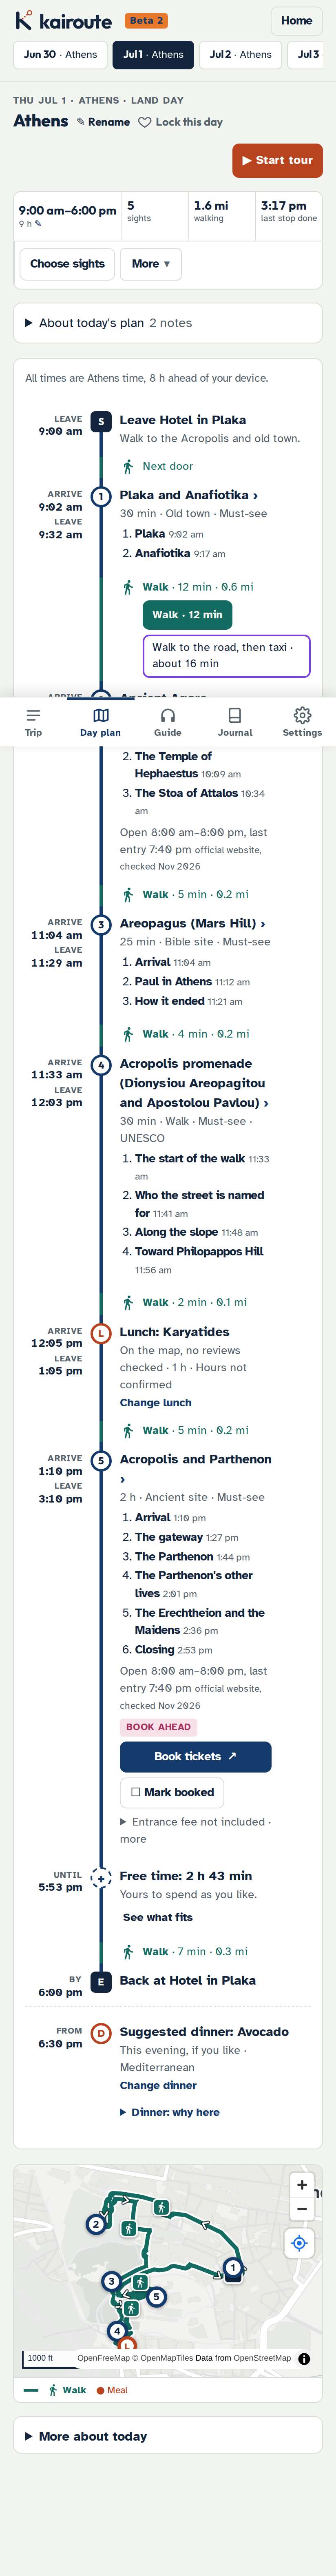 kairoute
Beta 2
Home
Jun 30 · Athens
Jul 1 · Athens
Jul 2 · Athens
Jul 3
THU JUL 1 · ATHENS · LAND DAY
Athens ✎ Rename ♡ Lock this day
▶ Start tour
9:00 am–6:00 pm
9 h ✎
5
sights
1.6 mi
walking
3:17 pm
last stop done
Choose sights
More ▾
▶ About today's plan 2 notes
All times are Athens time, 8 h ahead of your device.
LEAVE
9:00 am
S
Leave Hotel in Plaka
Walk to the Acropolis and old town.
Next door
ARRIVE
9:02 am
LEAVE
9:32 am
1
Plaka and Anafiotika ›
30 min · Old town · Must-see
1. Plaka 9:02 am
2. Anafiotika 9:17 am
Walk · 12 min · 0.6 mi
Walk · 12 min
Walk to the road, then taxi ·
about 16 min
Trip
Day plan
Guide
Journal
Settings
2. The Temple of
Hephaestus 10:09 am
3. The Stoa of Attalos 10:34
am
Open 8:00 am–8:00 pm, last
entry 7:40 pm official website,
checked Nov 2026
Walk · 5 min · 0.2 mi
ARRIVE
11:04 am
LEAVE
11:29 am
3
Areopagus (Mars Hill) ›
25 min · Bible site · Must-see
1. Arrival 11:04 am
2. Paul in Athens 11:12 am
3. How it ended 11:21 am
Walk · 4 min · 0.2 mi
ARRIVE
11:33 am
LEAVE
12:03 pm
4
Acropolis promenade
(Dionysiou Areopagitou
and Apostolou Pavlou) ›
30 min · Walk · Must-see ·
UNESCO
1. The start of the walk 11:33
am
2. Who the street is named
for 11:41 am
3. Along the slope 11:48 am
4. Toward Philopappos Hill
11:56 am
Walk · 2 min · 0.1 mi
ARRIVE
12:05 pm
LEAVE
1:05 pm
L
Lunch: Karyatides
On the map, no reviews
checked · 1 h · Hours not
confirmed
Change lunch
Walk · 5 min · 0.2 mi
ARRIVE
1:10 pm
LEAVE
3:10 pm
5
Acropolis and Parthenon
›
2 h · Ancient site · Must-see
1. Arrival 1:10 pm
2. The gateway 1:27 pm
3. The Parthenon 1:44 pm
4. The Parthenon's other
lives 2:01 pm
5. The Erechtheion and the
Maidens 2:36 pm
6. Closing 2:53 pm
Open 8:00 am–8:00 pm, last
entry 7:40 pm official website,
checked Nov 2026
BOOK AHEAD
Book tickets ↗
☐ Mark booked
▶ Entrance fee not included ·
more
UNTIL
5:53 pm
+
Free time: 2 h 43 min
Yours to spend as you like.
See what fits
Walk · 7 min · 0.3 mi
BY
6:00 pm
E
Back at Hotel in Plaka
FROM
6:30 pm
D
Suggested dinner: Avocado
This evening, if you like ·
Mediterranean
Change dinner
▶ Dinner: why here
+
−
2
1
3
5
4
L
1000 ft
OpenFreeMap © OpenMapTiles Data from OpenStreetMap
Walk
Meal
▶ More about today